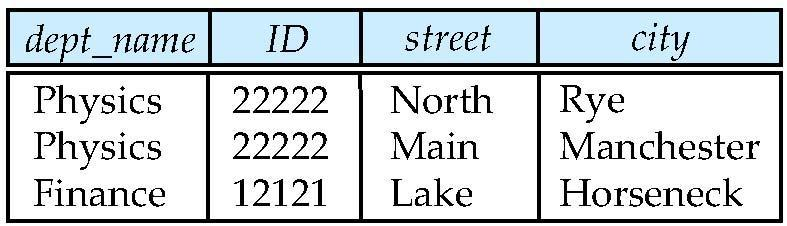 dept_name ID street city
Physics 22222 North Rye
Physics 22222 Main Manchester
Finance 12121 Lake Horseneck